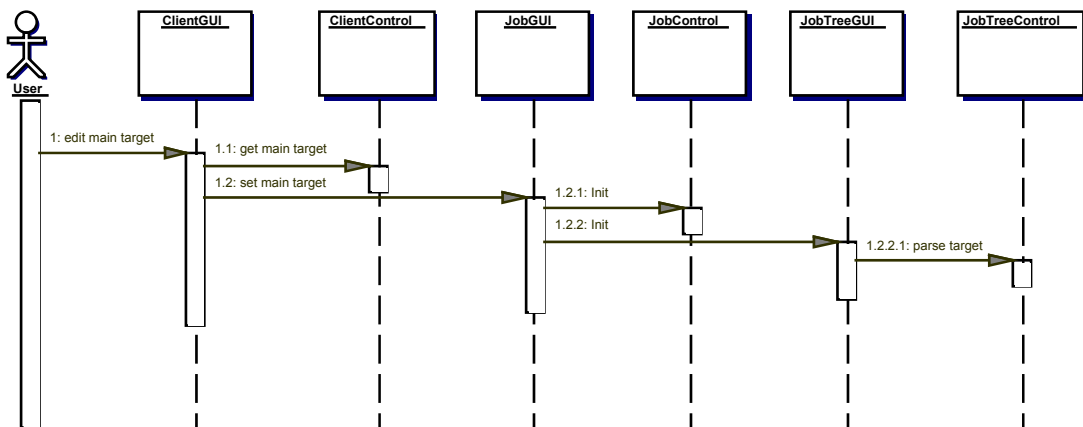 ClientGUI
ClientControl
JobGUI
JobControl
JobTreeGUI
JobTreeControl
User
1: edit main target
1.1: get main target
1.2: set main target
1.2.1: Init
1.2.2: Init
1.2.2.1: parse target